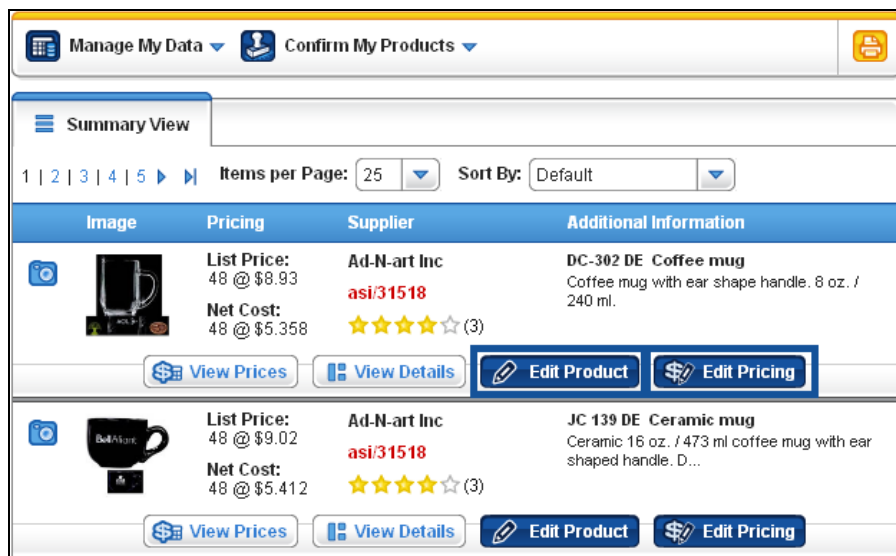 Manage My Data Confirm My Products
Summary View
1 | 2 | 3 | 4 | 5 Items per Page: 25 Sort By: Default
Image Pricing Supplier Additional Information
List Price:
48 @ $8.93
Net Cost:
48 @ $5.358
Ad-N-art Inc
asi/31518
(3)
DC-302 DE Coffee mug
Coffee mug with ear shape handle. 8 oz. /
240 ml.
View Prices View Details Edit Product Edit Pricing
BellAliant
List Price:
48 @ $9.02
Net Cost:
48 @ $5.412
Ad-N-art Inc
asi/31518
(3)
JC 139 DE Ceramic mug
Ceramic 16 oz. / 473 ml coffee mug with ear
shaped handle. D...
View Prices View Details Edit Product Edit Pricing